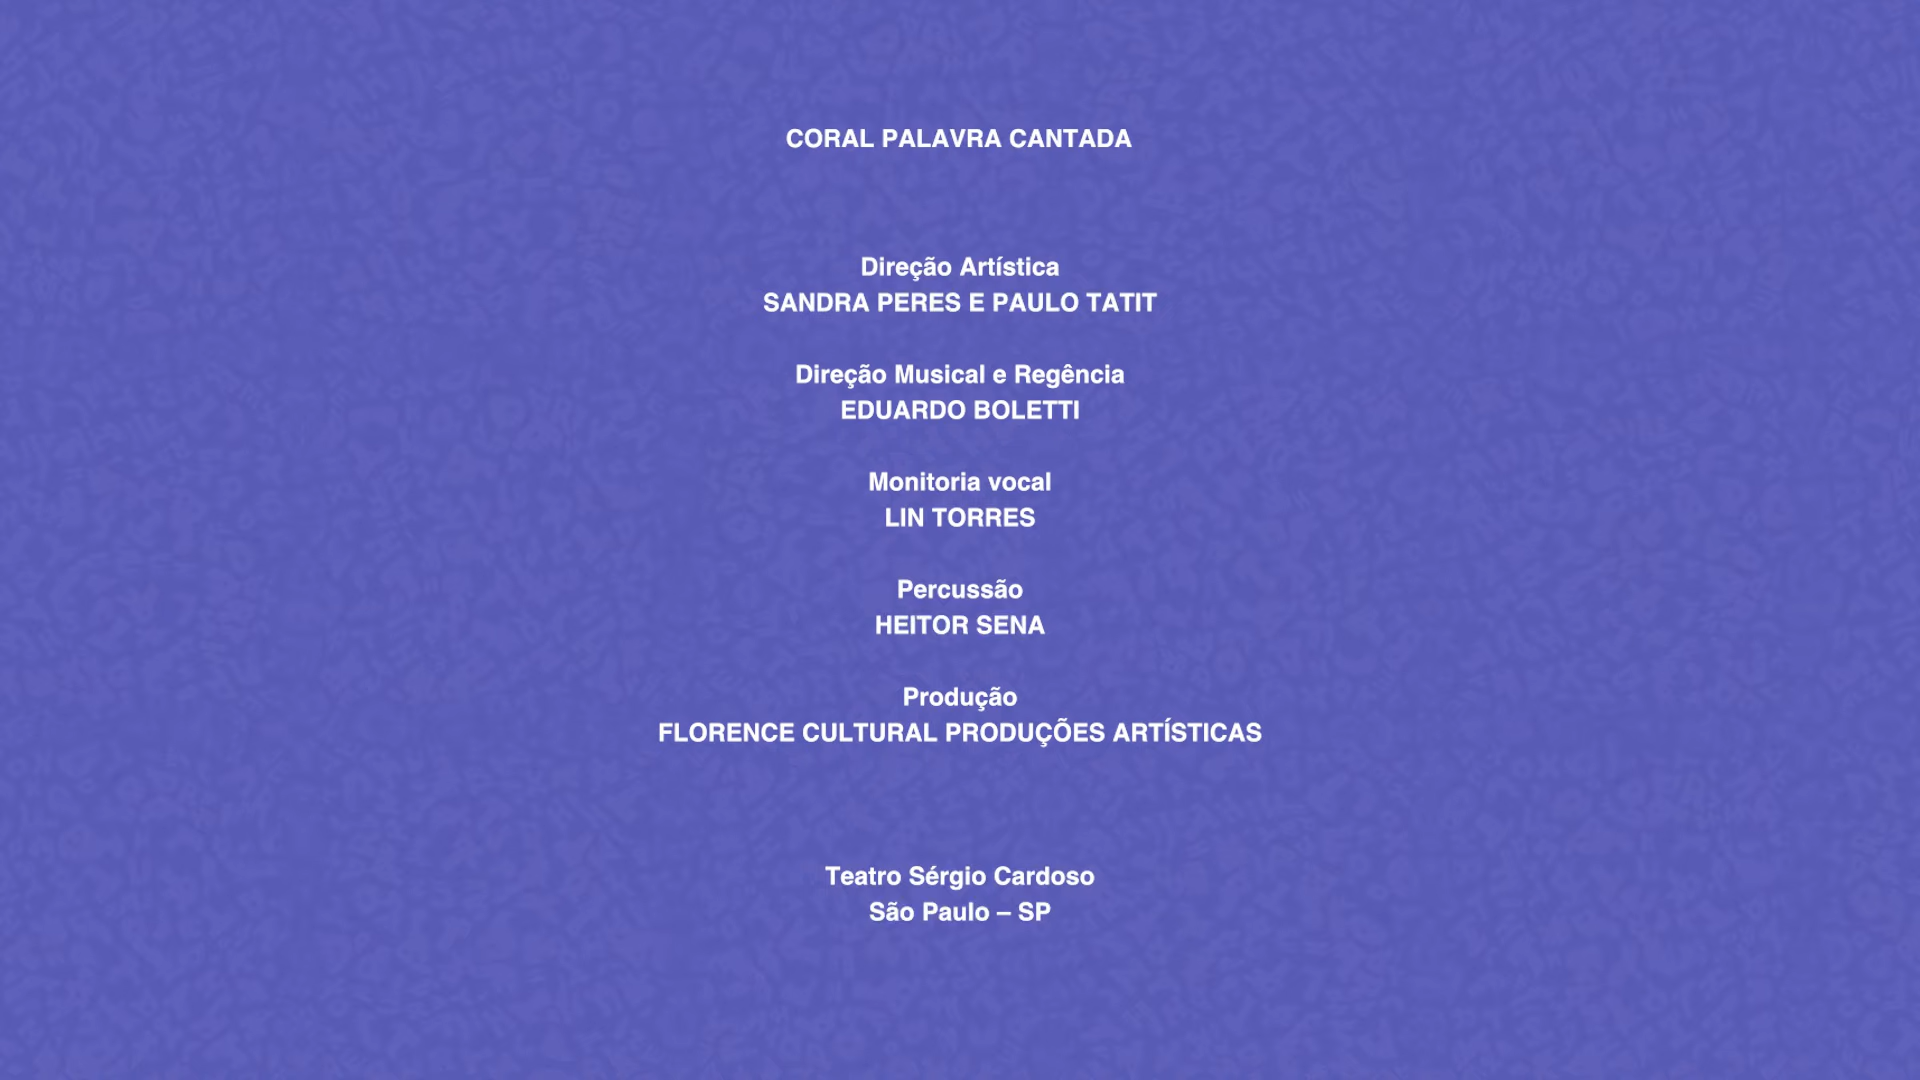 CORAL PALAVRA CANTADA
Direção Artística
SANDRA PERES E PAULO TATIT
Direção Musical e Regência
EDUARDO BOLETTI
Monitoria vocal
LIN TORRES
Percussão
HEITOR SENA
Produção
FLORENCE CULTURAL PRODUÇÕES ARTÍSTICAS
Teatro Sérgio Cardoso
São Paulo – SP